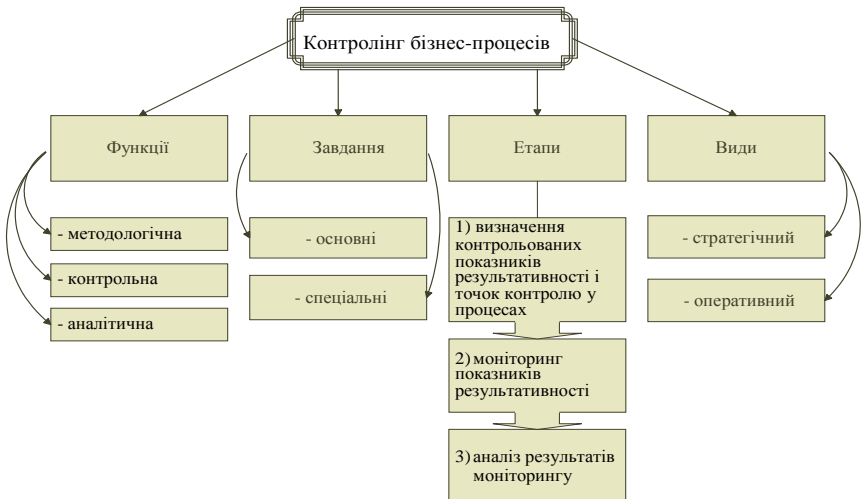 Контролінг бізнес-процесів
Функції
- методологічна
- контрольна
- аналітична
Завдання
- основні
- спеціальні
Етапи
1) визначення
контрольованих
показників
результативності і
точок контролю у
процесах
2) моніторинг
показників
результативності
3) аналіз результатів
моніторингу
Види
- стратегічний
- оперативний